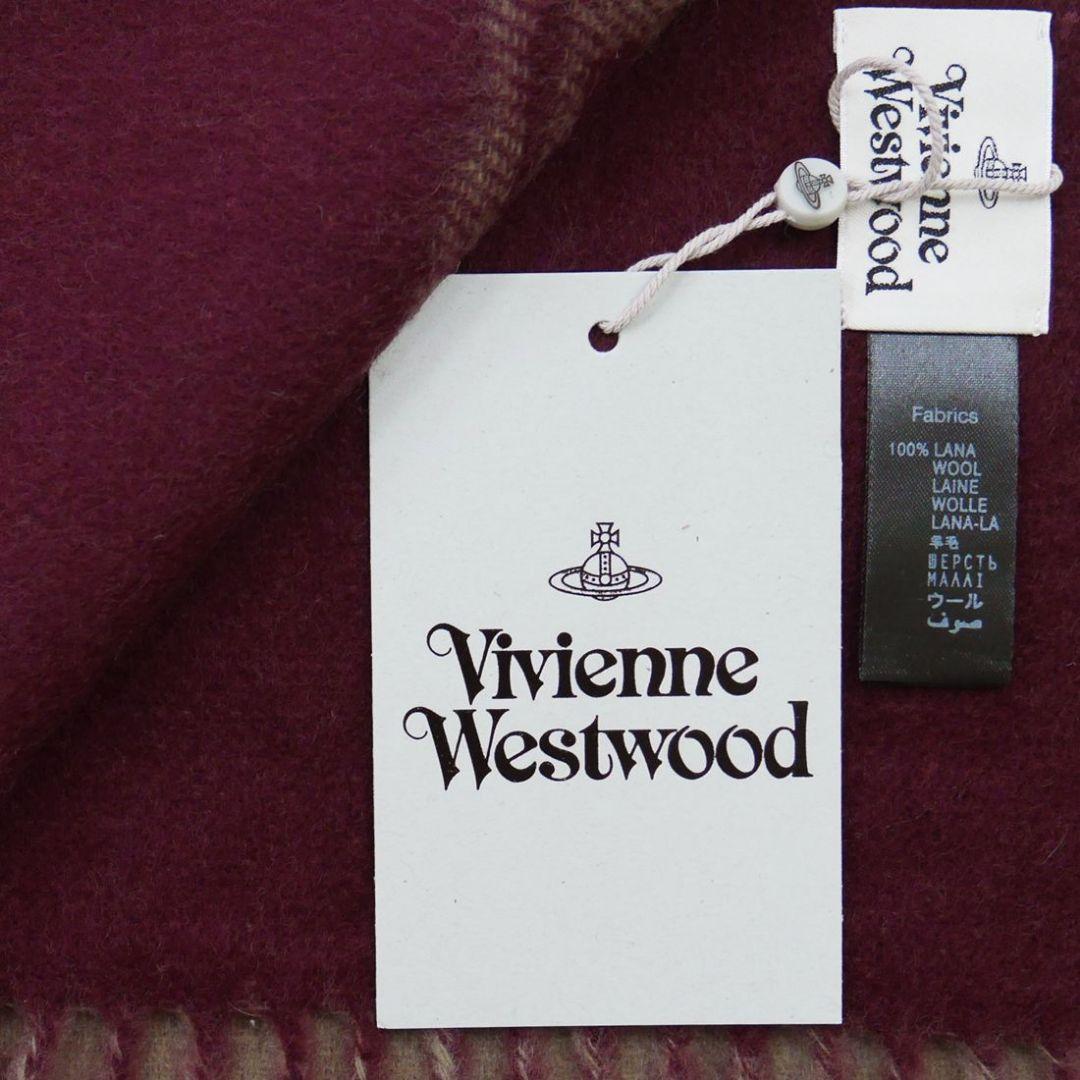 Vivienne
Westwood
Fabrics
100% LANA
WOOL
LAINE
WOLLE
LANA-LA
羊毛
ШЕРСТЬ
ΜΑΛΛΙ
ウール
صوف
Vivienne
Westwood